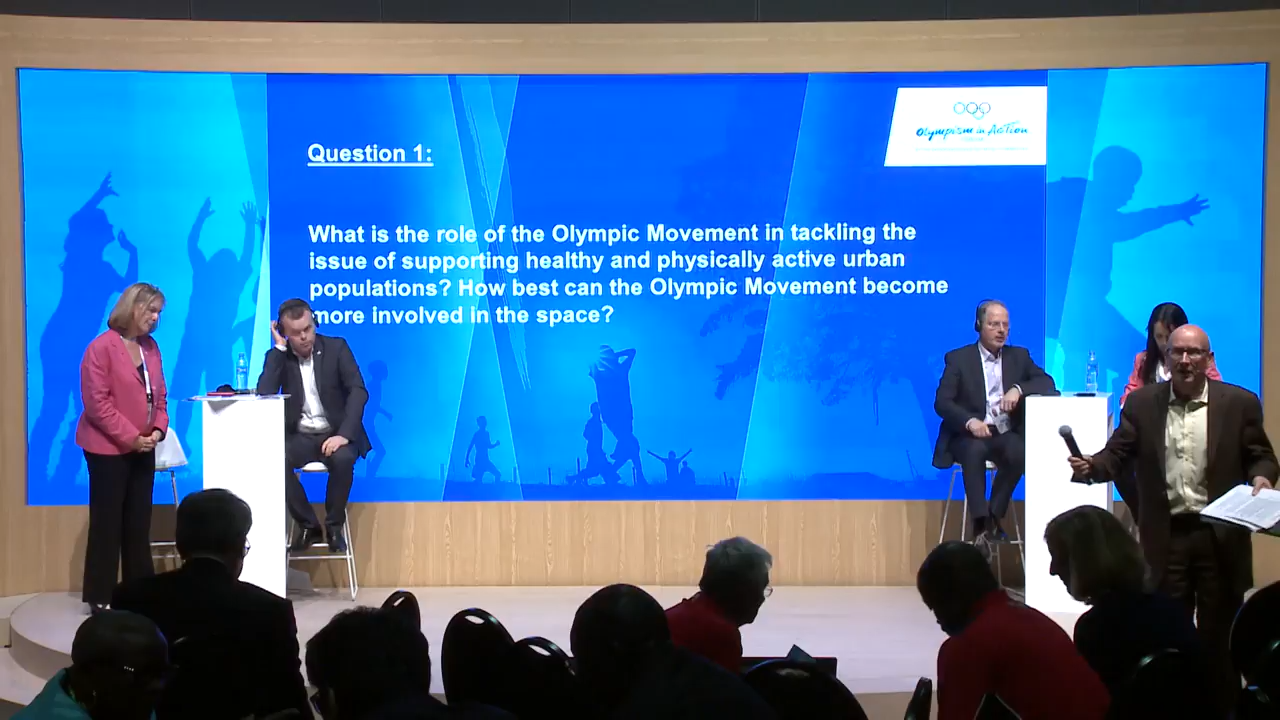 Olympism in Action
Question 1:
What is the role of the Olympic Movement in tackling the
issue of supporting healthy and physically active urban
populations? How best can the Olympic Movement become
more involved in the space?